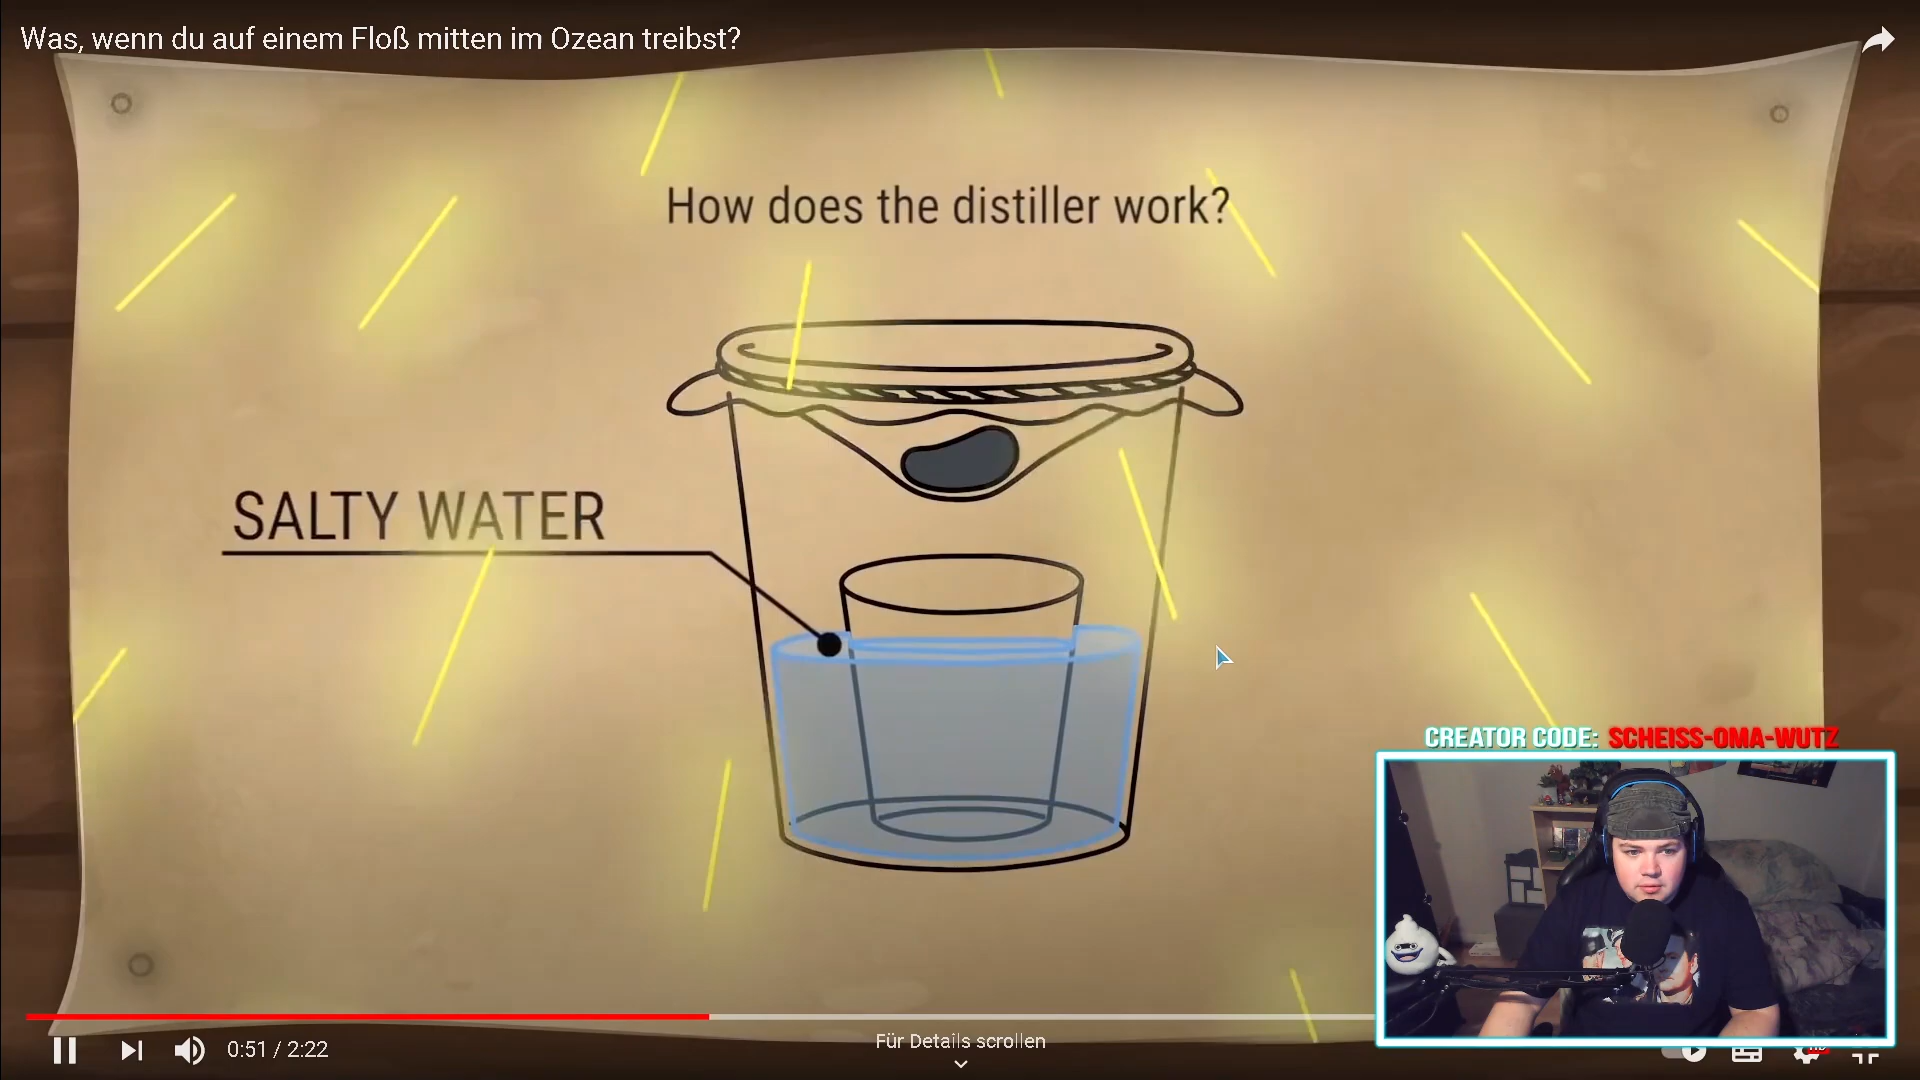 Was, wenn du auf einem Floß mitten im Ozean treibst?
How does the distiller work?
SALTY WATER
CREATOR CODE: SCHEISS-OMA-WUTZ
0:51 / 2:22
Für Details scrollen